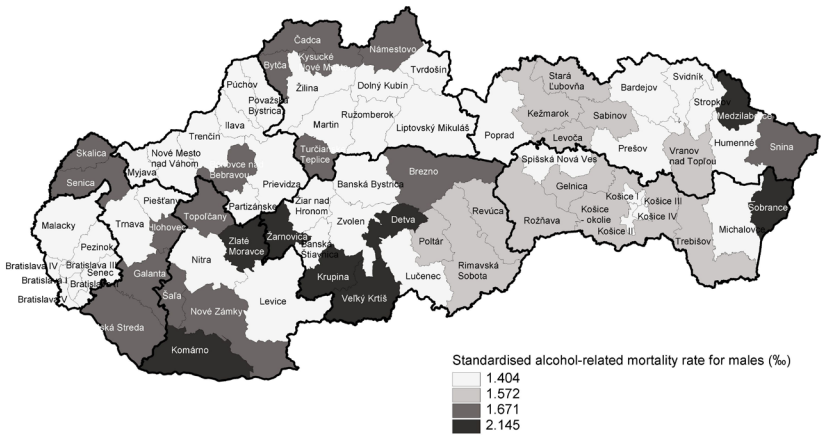 Čadca
Námestovo
Kysucké
Nové M
Bytča
Tvrdošín
Žilina
Dolný Kubín
Púchov
Považská
Bystrica
Ružomberok
Martin
Liptovský Mikuláš
Ilava
Trenčín
Turčian
Teplice
Skalica
Senica
Myjava
Nové Mesto
nad Váhom
Bebravou
Prievidza
Partizánske
Topoľčany
Piešťany
Hlohovec
Trnava
Malacky
Pezinok
Senec
Bratislava IV
Bratislava III
Bratislava I
Bratislava II
Bratislava V
Galanta
Šaľa
Nitra
Zlaté
Moravce
Žarnovica
Nové Zámky
Levice
Komárno
ská Streda
Žiar nad
Hronom
Banská
Štiavnica
Banská Bystrica
Zvolen
Brezno
Detva
Krupina
Veľký Krtíš
Lučenec
Poltár
Revúca
Rimavská
Sobota
Poprad
Kežmarok
Stará
Ľubovňa
Levoča
Sabinov
Prešov
Bardejov
Svidník
Stropkov
Medzilaborce
Humenné
Snina
Vranov
nad Topľou
Spišská Nová Ves
Gelnica
Rožňava
Košice
- okolie
Košice I
Košice II
Košice III
Košice IV
Trebišov
Michalovce
Sobrance
Standardised alcohol-related mortality rate for males (‰)
1.404
1.572
1.671
2.145